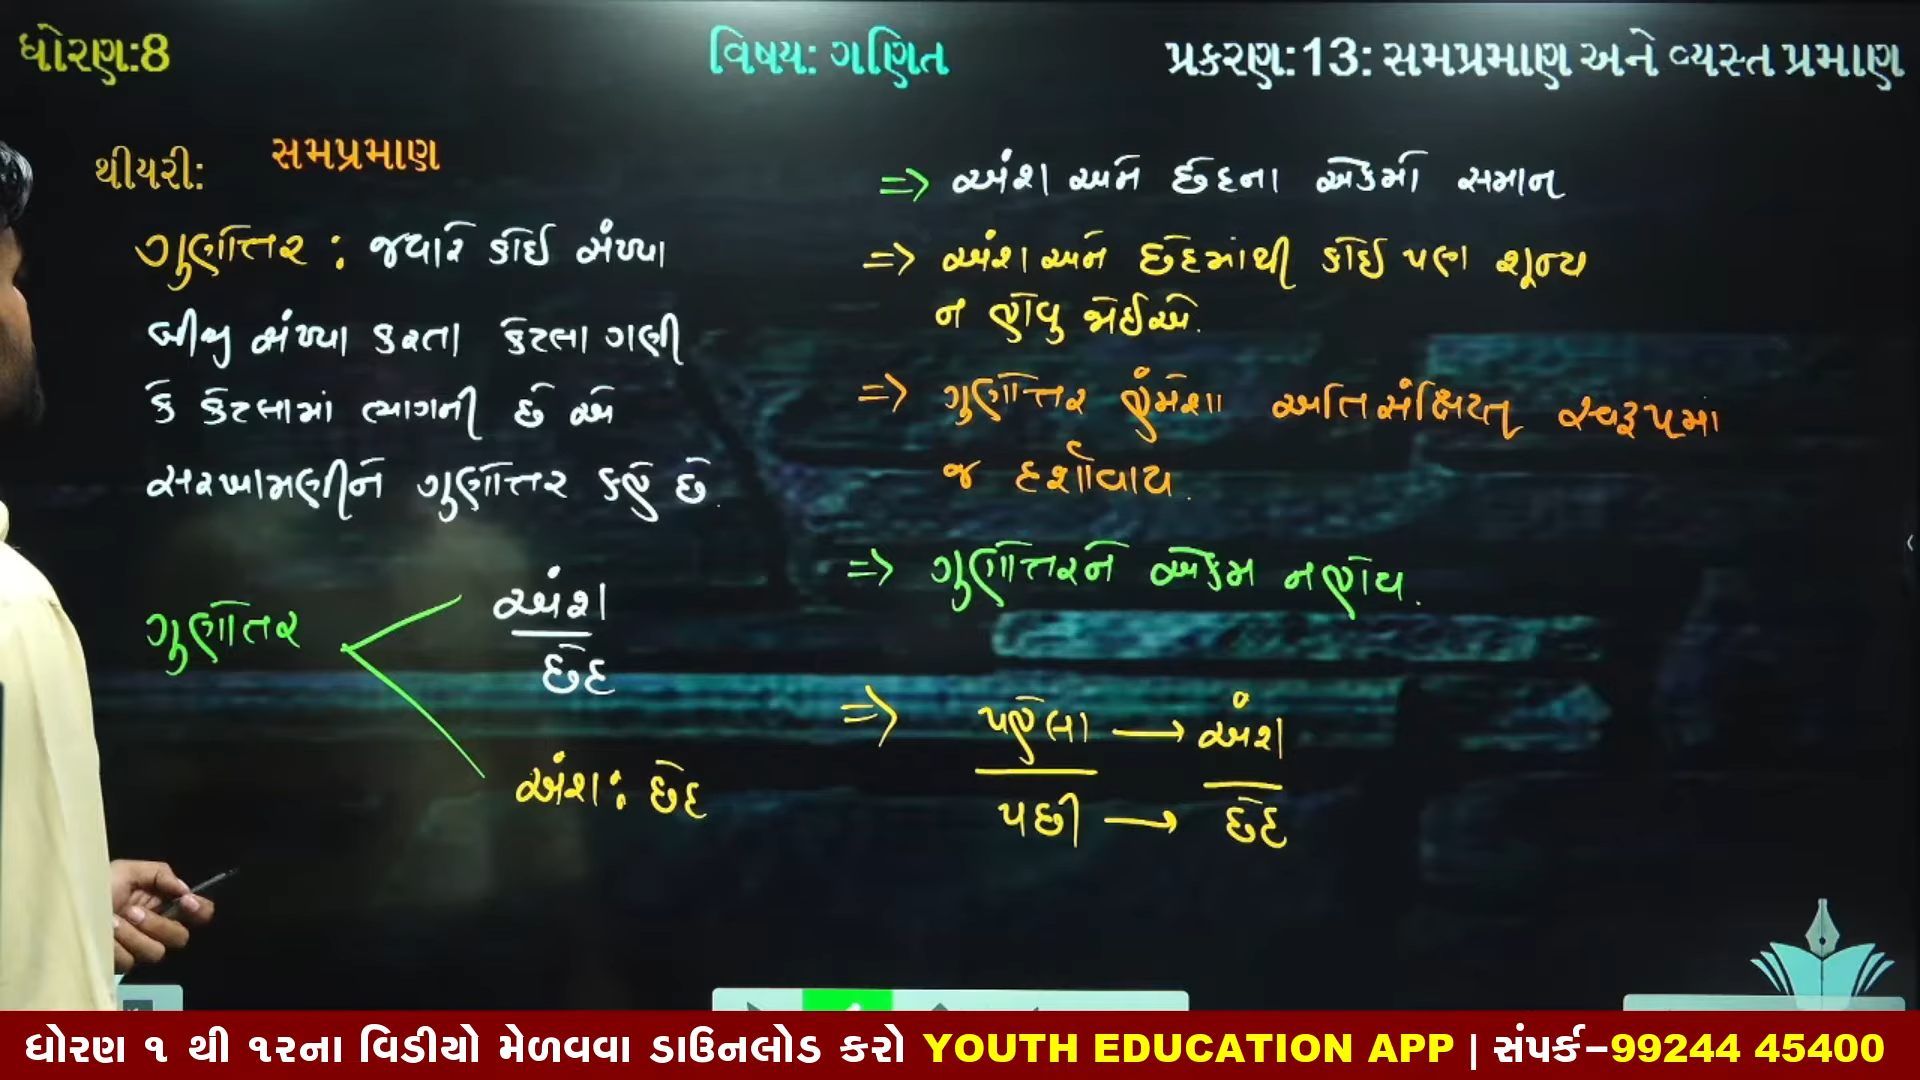 ધોરણ:8
વિષય: ગણિત
પ્રકરણ:13: સમપ્રમાણ અને વ્યસ્ત પ્રમાણ
થીયરી:
સમપ્રમાણ
ગુણોત્તર : જ્યારે કોઈ સંખ્યા
બીજી સંખ્યા કરતા કેટલા ગણી
કે કેટલામાં ભાગની છે એ
સરખામણીને ગુણોત્તર કહે છે.
ગુણોતર
અંશ
છેદ
અંશ : છેદ
=> અંશ અને છેદના એકમો સમાન
=> અંશ અને છેદમાંથી કોઈ પણ શૂન્ય
ન હોવુ જોઈએ.
=> ગુણોત્તર હંમેશા અતિસંક્ષિપ્ત સ્વરૂપમાં
જ દર્શાવાય.
=> ગુણોત્તરને એકમ ન હોય.
=> પહેલા → અંશ
પછી → છેદ
ધોરણ ૧ થી ૧૨ના વિડીયો મેળવવા ડાઉનલોડ કરો YOUTH EDUCATION APP | સંપર્ક-99244 45400